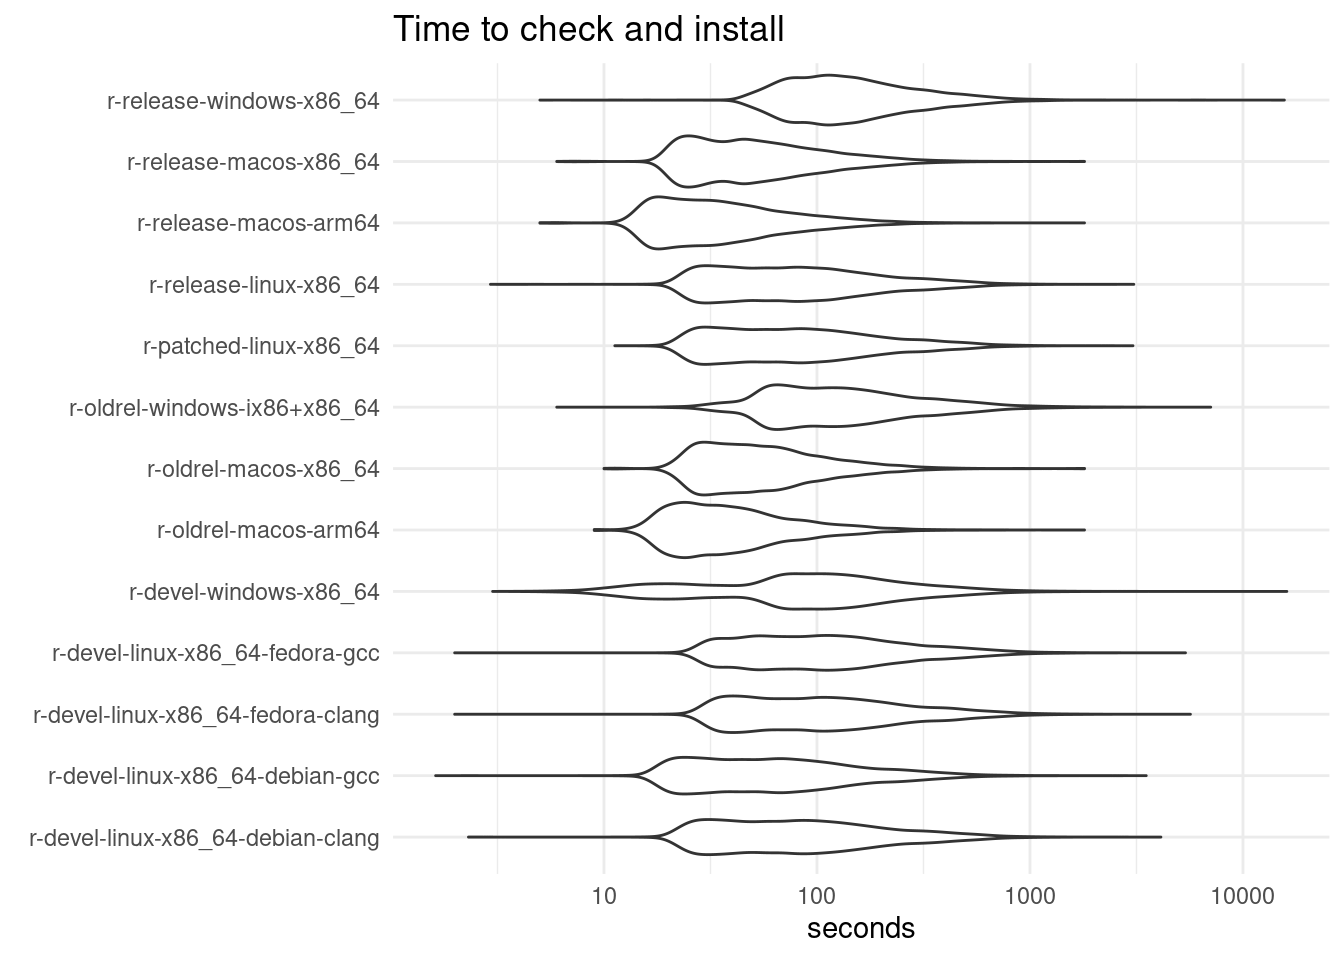 Time to check and install
r-release-windows-x86_64
r-release-macos-x86_64
r-release-macos-arm64
r-release-linux-x86_64
r-patched-linux-x86_64
r-oldrel-windows-ix86+x86_64
r-oldrel-macos-x86_64
r-oldrel-macos-arm64
r-devel-windows-x86_64
r-devel-linux-x86_64-fedora-gcc
r-devel-linux-x86_64-fedora-clang
r-devel-linux-x86_64-debian-gcc
r-devel-linux-x86_64-debian-clang
10 100 1000 10000
seconds